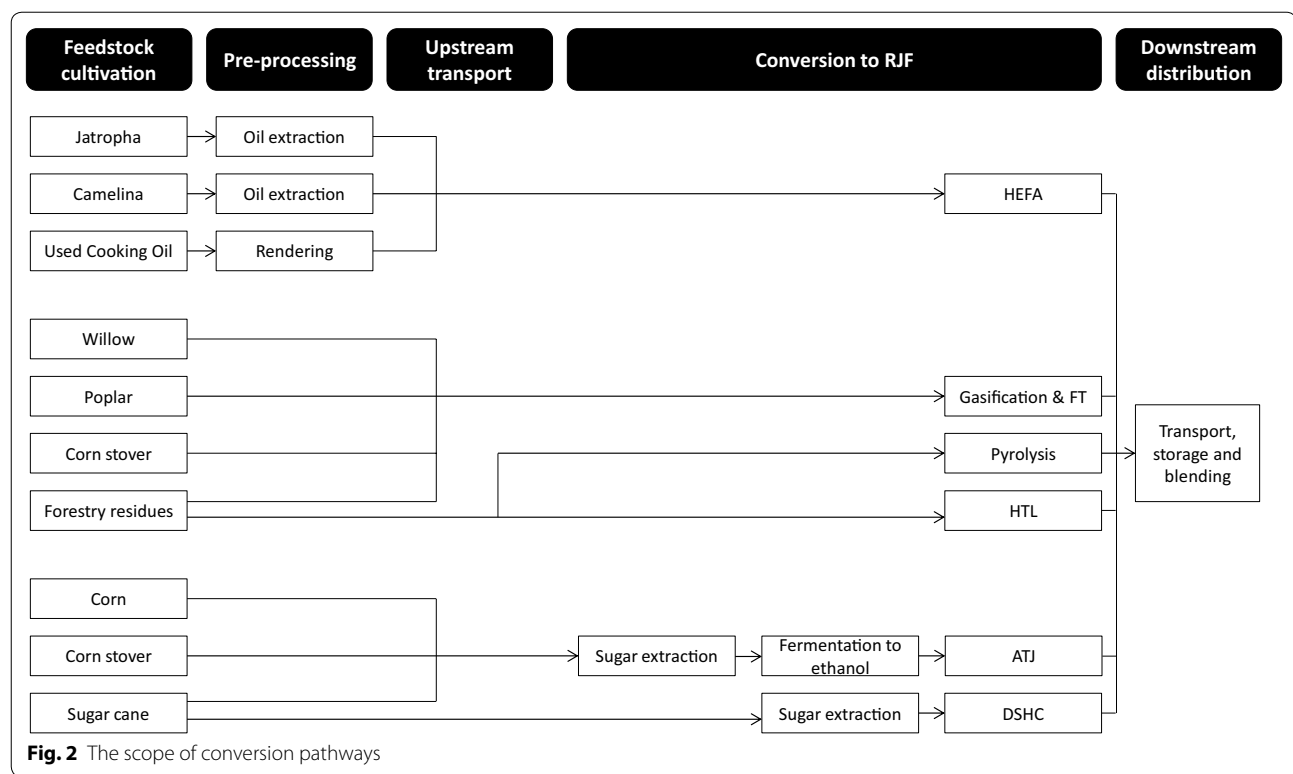 Feedstock
cultivation
Pre-processing
Upstream
transport
Conversion to RJF
Downstream
distribution
Jatropha
Oil extraction
Camelina
Oil extraction
HEFA
Used Cooking Oil
Rendering
Willow
Poplar
Gasification & FT
Corn stover
Pyrolysis
Transport,
storage and
blending
Forestry residues
HTL
Corn
Corn stover
Sugar extraction
Fermentation to
ethanol
ATJ
Sugar cane
Sugar extraction
DSHC
Fig. 2 The scope of conversion pathways